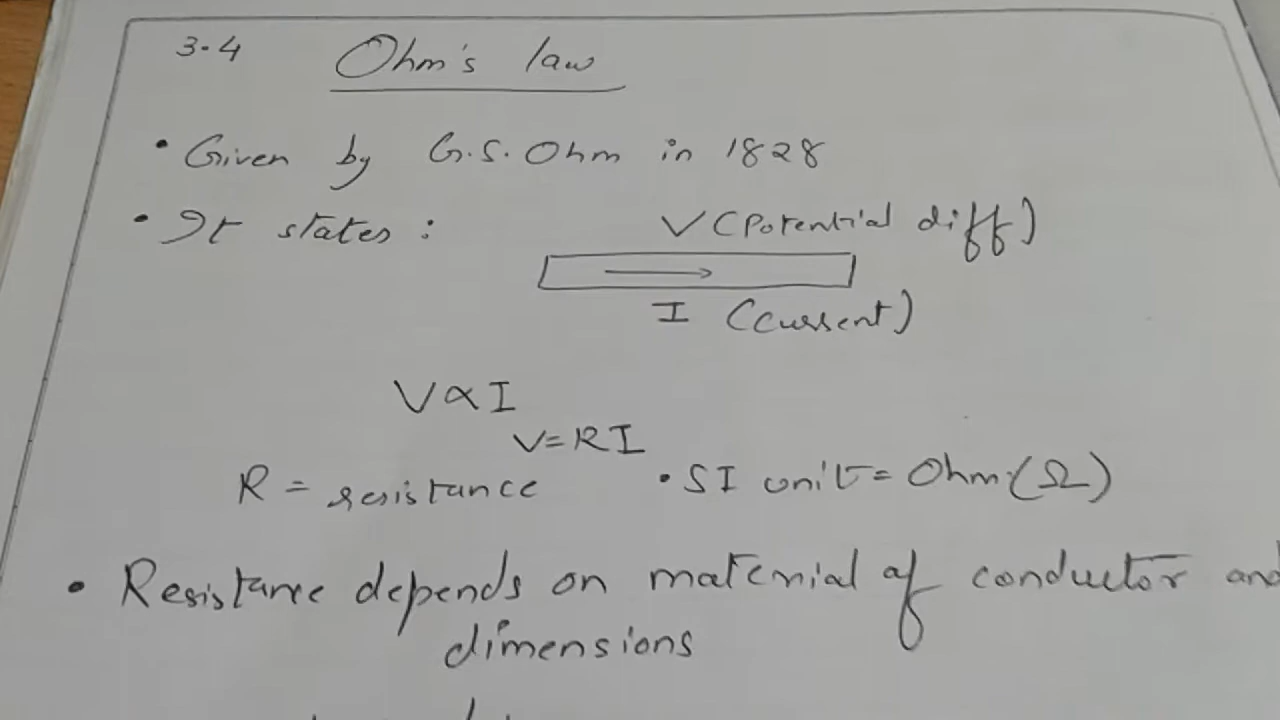 3.4 Ohm's law
• Given by G.S. Ohm in 1828
• It states : V (Potential diff)
I (current)
V ∝ I
V = RI
R = resistance • SI unit = Ohm (Ω)
• Resistance depends on material of conductor and
dimensions